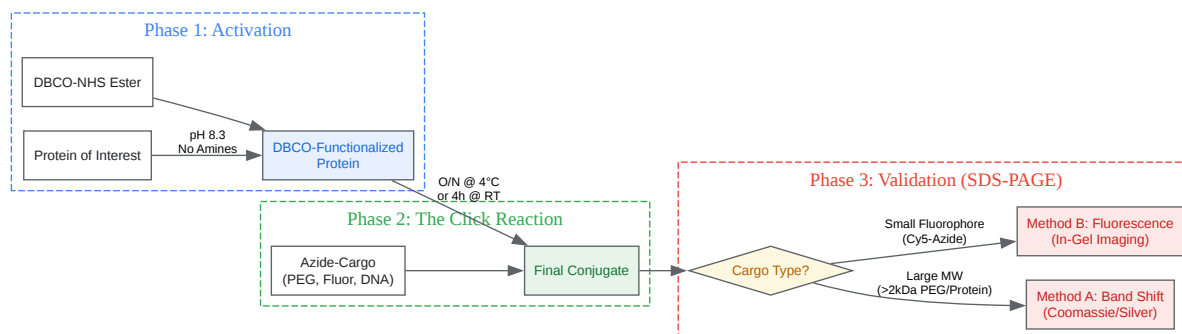 Phase 1: Activation
DBCO-NHS Ester
Protein of Interest
pH 8.3
No Amines
DBCO-Functionalized
Protein
O/N @ 4°C
or 4h @ RT
Phase 2: The Click Reaction
Azide-Cargo
(PEG, Fluor, DNA)
Final Conjugate
Phase 3: Validation (SDS-PAGE)
Cargo Type?
Small Fluorophore
(Cy5-Azide)
Method B: Fluorescence
(In-Gel Imaging)
Large MW
(>2kDa PEG/Protein)
Method A: Band Shift
(Coomassie/Silver)